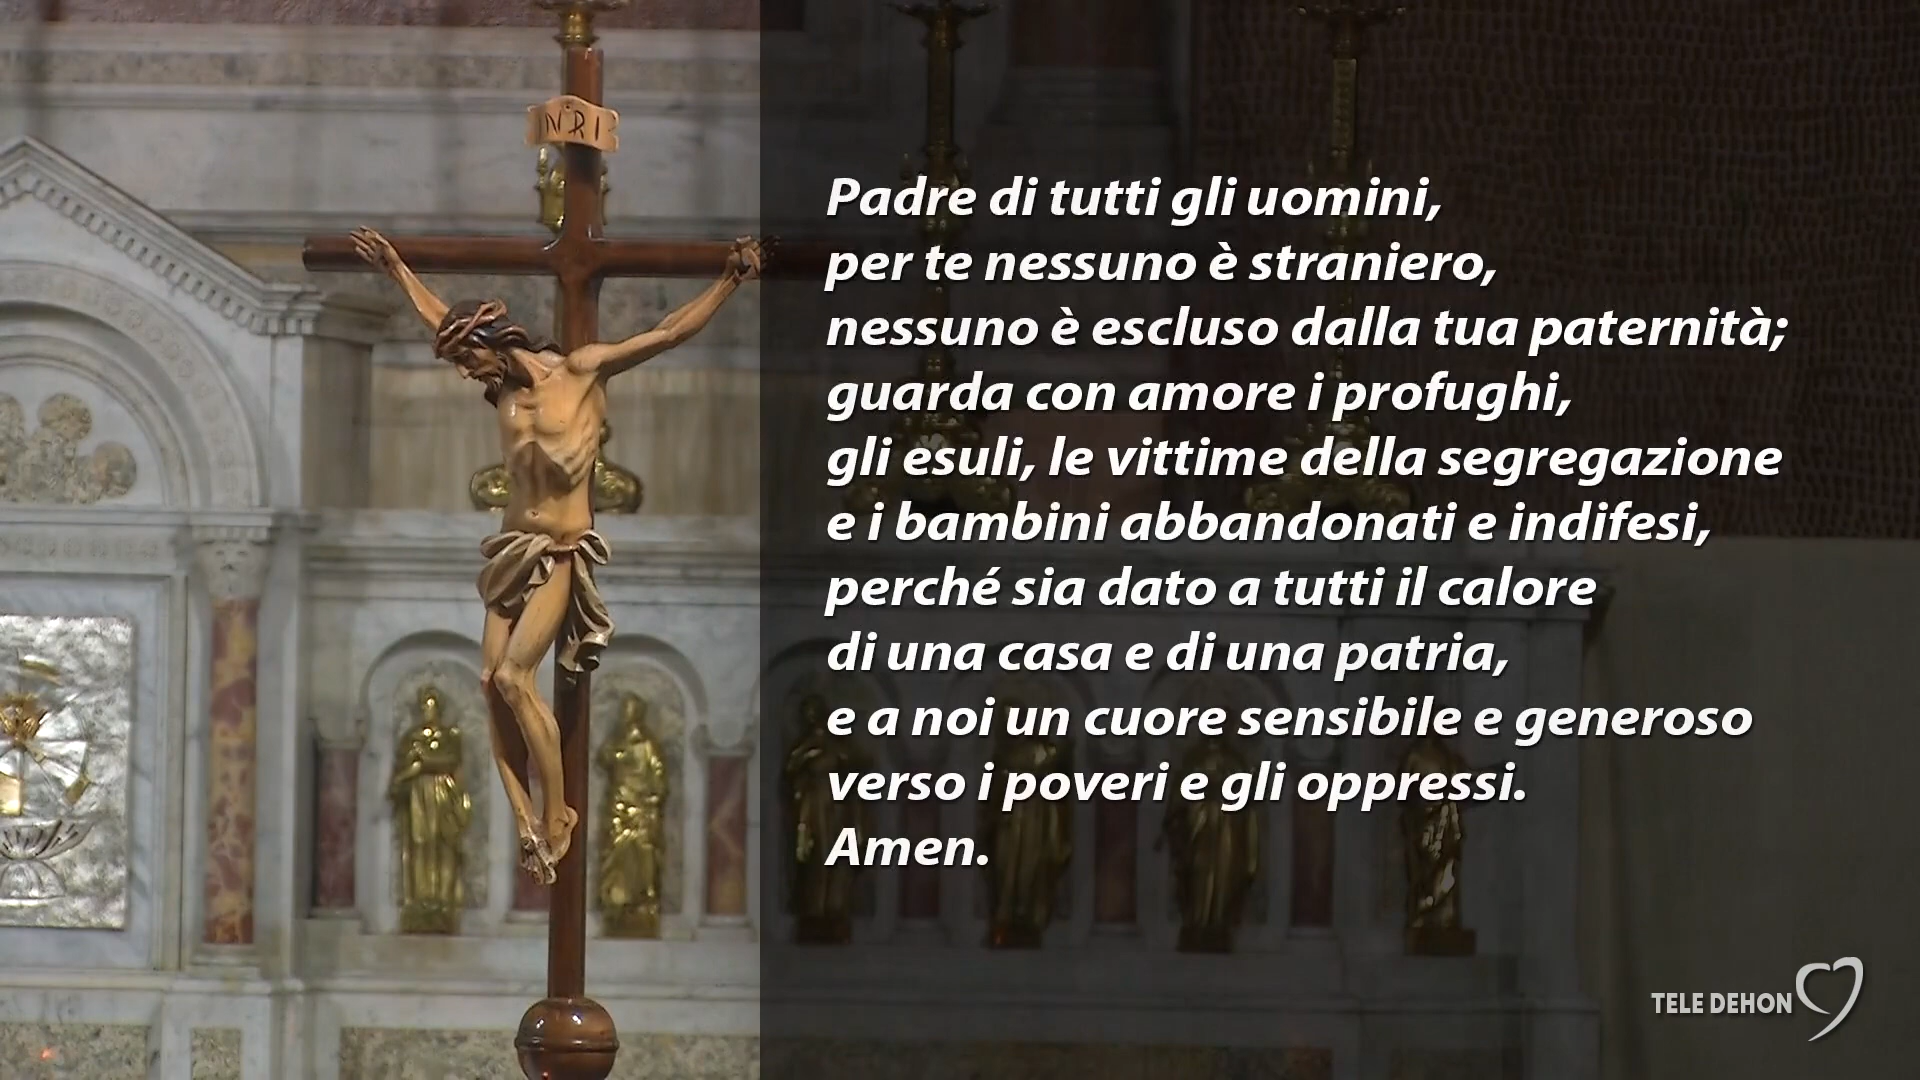 INRI
Padre di tutti gli uomini,
per te nessuno è straniero,
nessuno è escluso dalla tua paternità;
guarda con amore i profughi,
gli esuli, le vittime della segregazione
e i bambini abbandonati e indifesi,
perché sia dato a tutti il calore
di una casa e di una patria,
e a noi un cuore sensibile e generoso
verso i poveri e gli oppressi.
Amen.
TELE DEHON